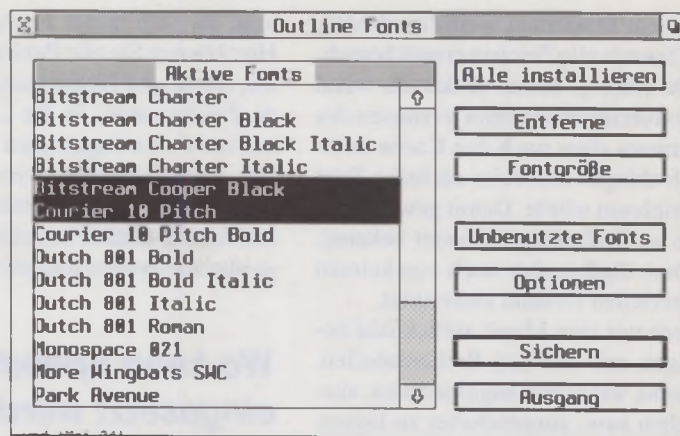 Outline Fonts
Aktive Fonts
Bitstream Charter
Bitstream Charter Black
Bitstream Charter Black Italic
Bitstream Charter Italic
Bitstream Cooper Black
Courier 10 Pitch
Courier 10 Pitch Bold
Dutch 801 Bold
Dutch 801 Bold Italic
Dutch 801 Italic
Dutch 801 Roman
Monospace 821
More Wingbats SWC
Park Avenue
Alle installieren
Entferne
Fontgröße
Unbenutzte Fonts
Optionen
Sichern
Ausgang